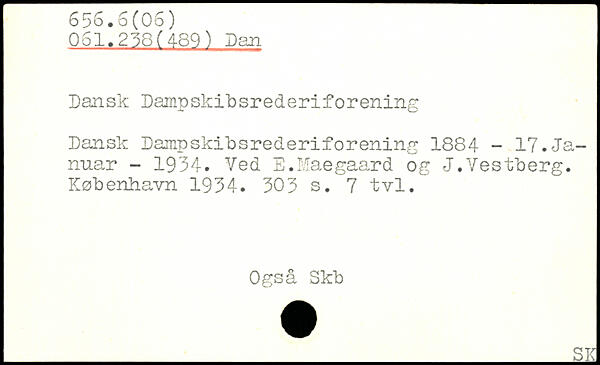 656.6(06)
061.238(489) Dan
Dansk Dampskibsrederiforening
Dansk Dampskibsrederiforening 1884 - 17.Ja-
nuar - 1934. Ved E.Maegaard og J.Vestberg.
København 1934. 303 s. 7 tvl.
Også Skb
SK